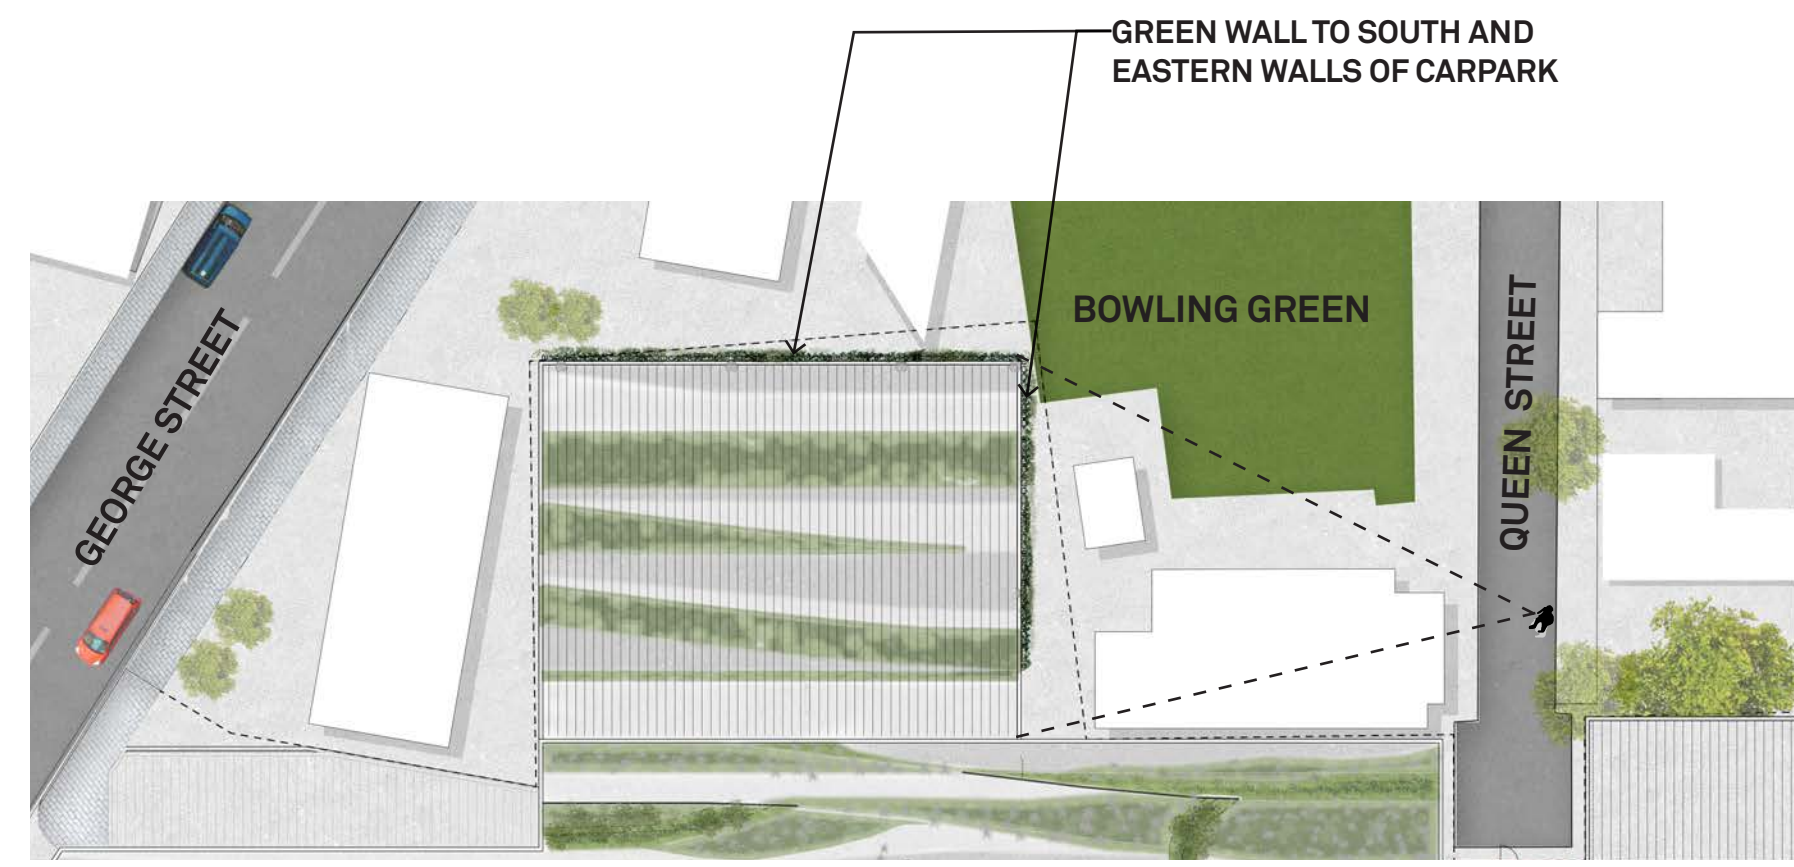 GREEN WALL TO SOUTH AND
EASTERN WALLS OF CARPARK
BOWLING GREEN
GEORGE STREET
QUEEN STREET